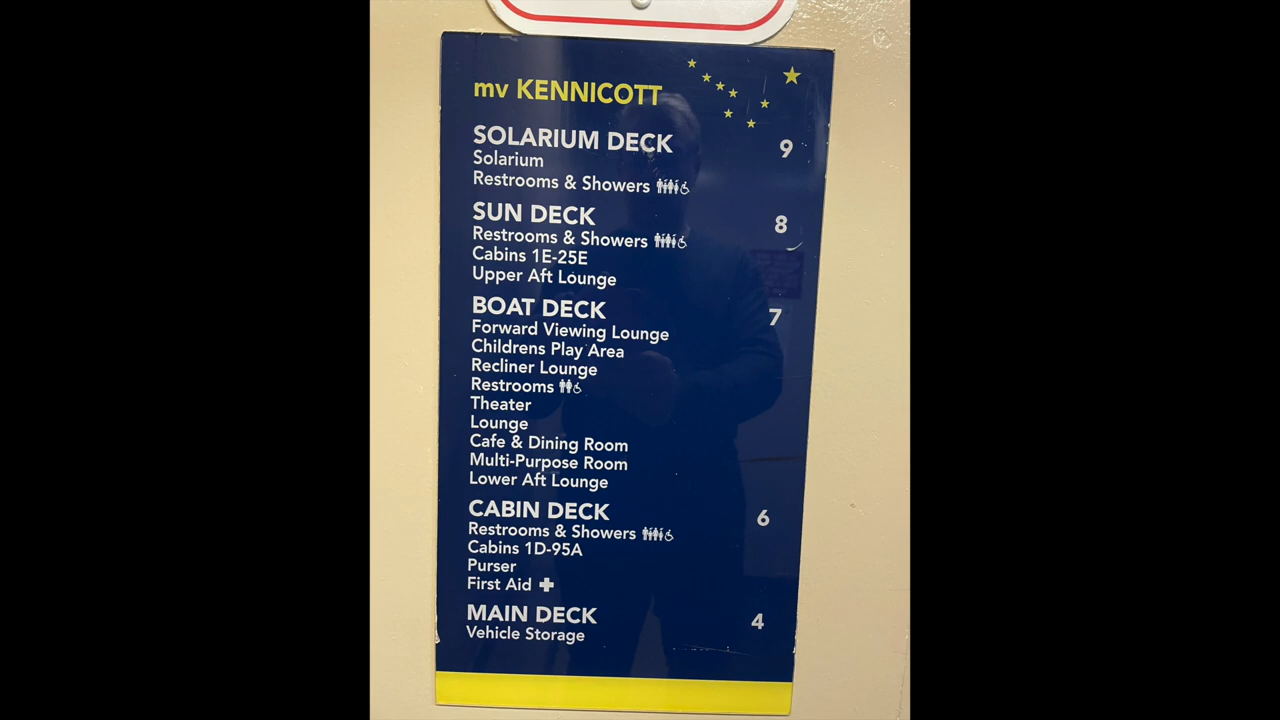 mv KENNICOTT
SOLARIUM DECK 9
Solarium
Restrooms & Showers
SUN DECK 8
Restrooms & Showers
Cabins 1E-25E
Upper Aft Lounge
BOAT DECK 7
Forward Viewing Lounge
Childrens Play Area
Recliner Lounge
Restrooms
Theater
Lounge
Cafe & Dining Room
Multi-Purpose Room
Lower Aft Lounge
CABIN DECK 6
Restrooms & Showers
Cabins 1D-95A
Purser
First Aid
MAIN DECK 4
Vehicle Storage